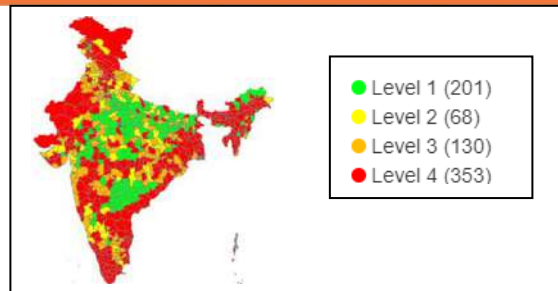 Level 1 (201)
Level 2 (68)
Level 3 (130)
Level 4 (353)